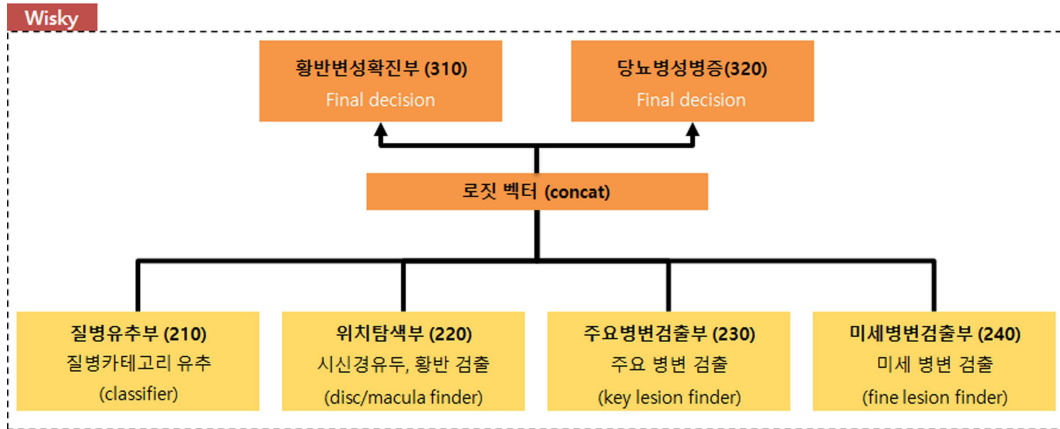 Wisky
황반변성확진부 (310)
Final decision
당뇨병성병증(320)
Final decision
로짓 벡터 (concat)
질병유추부 (210)
질병카테고리 유추
(classifier)
위치탐색부 (220)
시신경유두, 황반 검출
(disc/macula finder)
주요병변검출부 (230)
주요 병변 검출
(key lesion finder)
미세병변검출부 (240)
미세 병변 검출
(fine lesion finder)